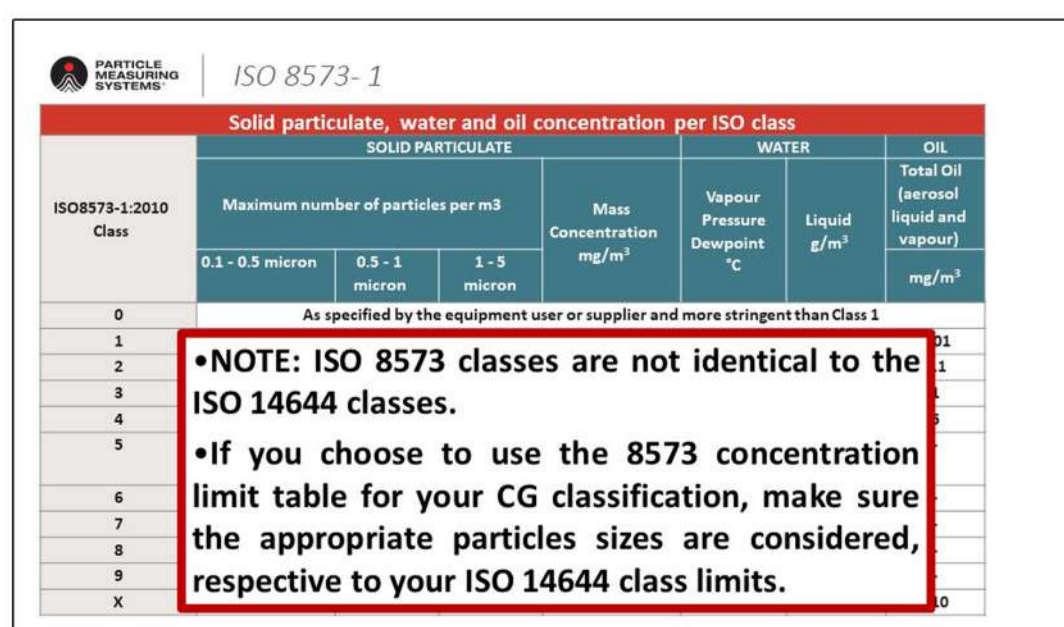 PARTICLE
MEASURING
SYSTEMS
ISO 8573- 1
Solid particulate, water and oil concentration per ISO class
SOLID PARTICULATE WATER OIL
ISO8573-1:2010
Class
Maximum number of particles per m3
Mass
Concentration
mg/m³
Vapour
Pressure
Dewpoint
°C
Liquid
g/m³
Total Oil
(aerosol
liquid and
vapour)
0.1 - 0.5 micron
0.5 - 1
micron
1 - 5
micron
mg/m³
0 As specified by the equipment user or supplier and more stringent than Class 1
1
2
3
4
5
6
7
8
9
X
•NOTE: ISO 8573 classes are not identical to the
ISO 14644 classes.
•If you choose to use the 8573 concentration
limit table for your CG classification, make sure
the appropriate particles sizes are considered,
respective to your ISO 14644 class limits.